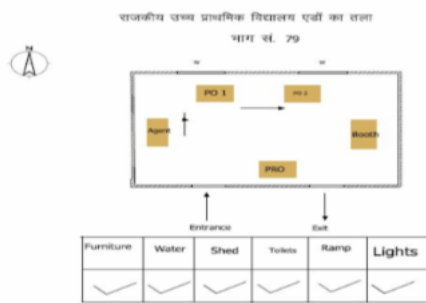 राजकीय उच्च प्राथमिक विद्यालय एडों का तला
भाग सं. 79
N
W W
PO 1 PO 2
Agent Booth
PRO
Entrance Exit
Furniture Water Shed Toilets Ramp Lights